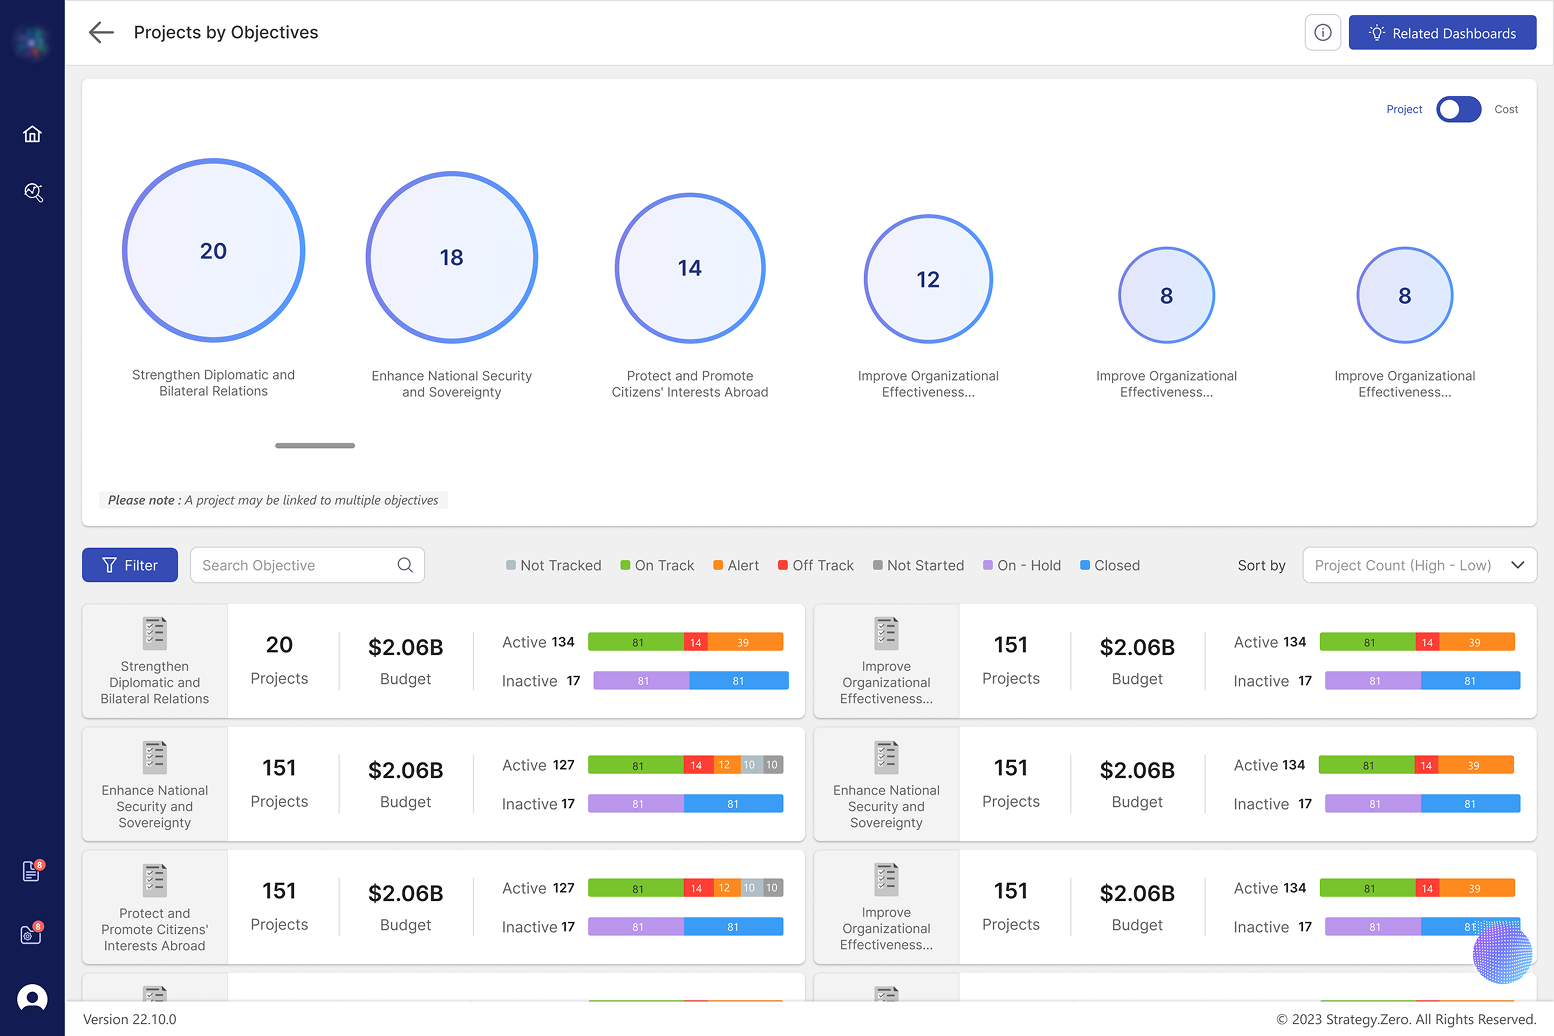 Projects by Objectives
Related Dashboards
Project
Cost
20
18
14
12
8
8
Strengthen Diplomatic and
Bilateral Relations
Enhance National Security
and Sovereignty
Protect and Promote
Citizens' Interests Abroad
Improve Organizational
Effectiveness...
Improve Organizational
Effectiveness...
Improve Organizational
Effectiveness...
Please note : A project may be linked to multiple objectives
Filter
Search Objective
Not Tracked
On Track
Alert
Off Track
Not Started
On - Hold
Closed
Sort by
Project Count (High - Low)
Strengthen
Diplomatic and
Bilateral Relations
20
Projects
$2.06B
Budget
Active 134
81 14 39
Inactive 17
81 81
Improve
Organizational
Effectiveness...
151
Projects
$2.06B
Budget
Active 134
81 14 39
Inactive 17
81 81
Enhance National
Security and
Sovereignty
151
Projects
$2.06B
Budget
Active 127
81 14 12 10 10
Inactive 17
81 81
Enhance National
Security and
Sovereignty
151
Projects
$2.06B
Budget
Active 134
81 14 39
Inactive 17
81 81
Protect and
Promote Citizens'
Interests Abroad
151
Projects
$2.06B
Budget
Active 127
81 14 12 10 10
Inactive 17
81 81
Improve
Organizational
Effectiveness...
151
Projects
$2.06B
Budget
Active 134
81 14 39
Inactive 17
81 81
8
8
Version 22.10.0
© 2023 Strategy.Zero. All Rights Reserved.